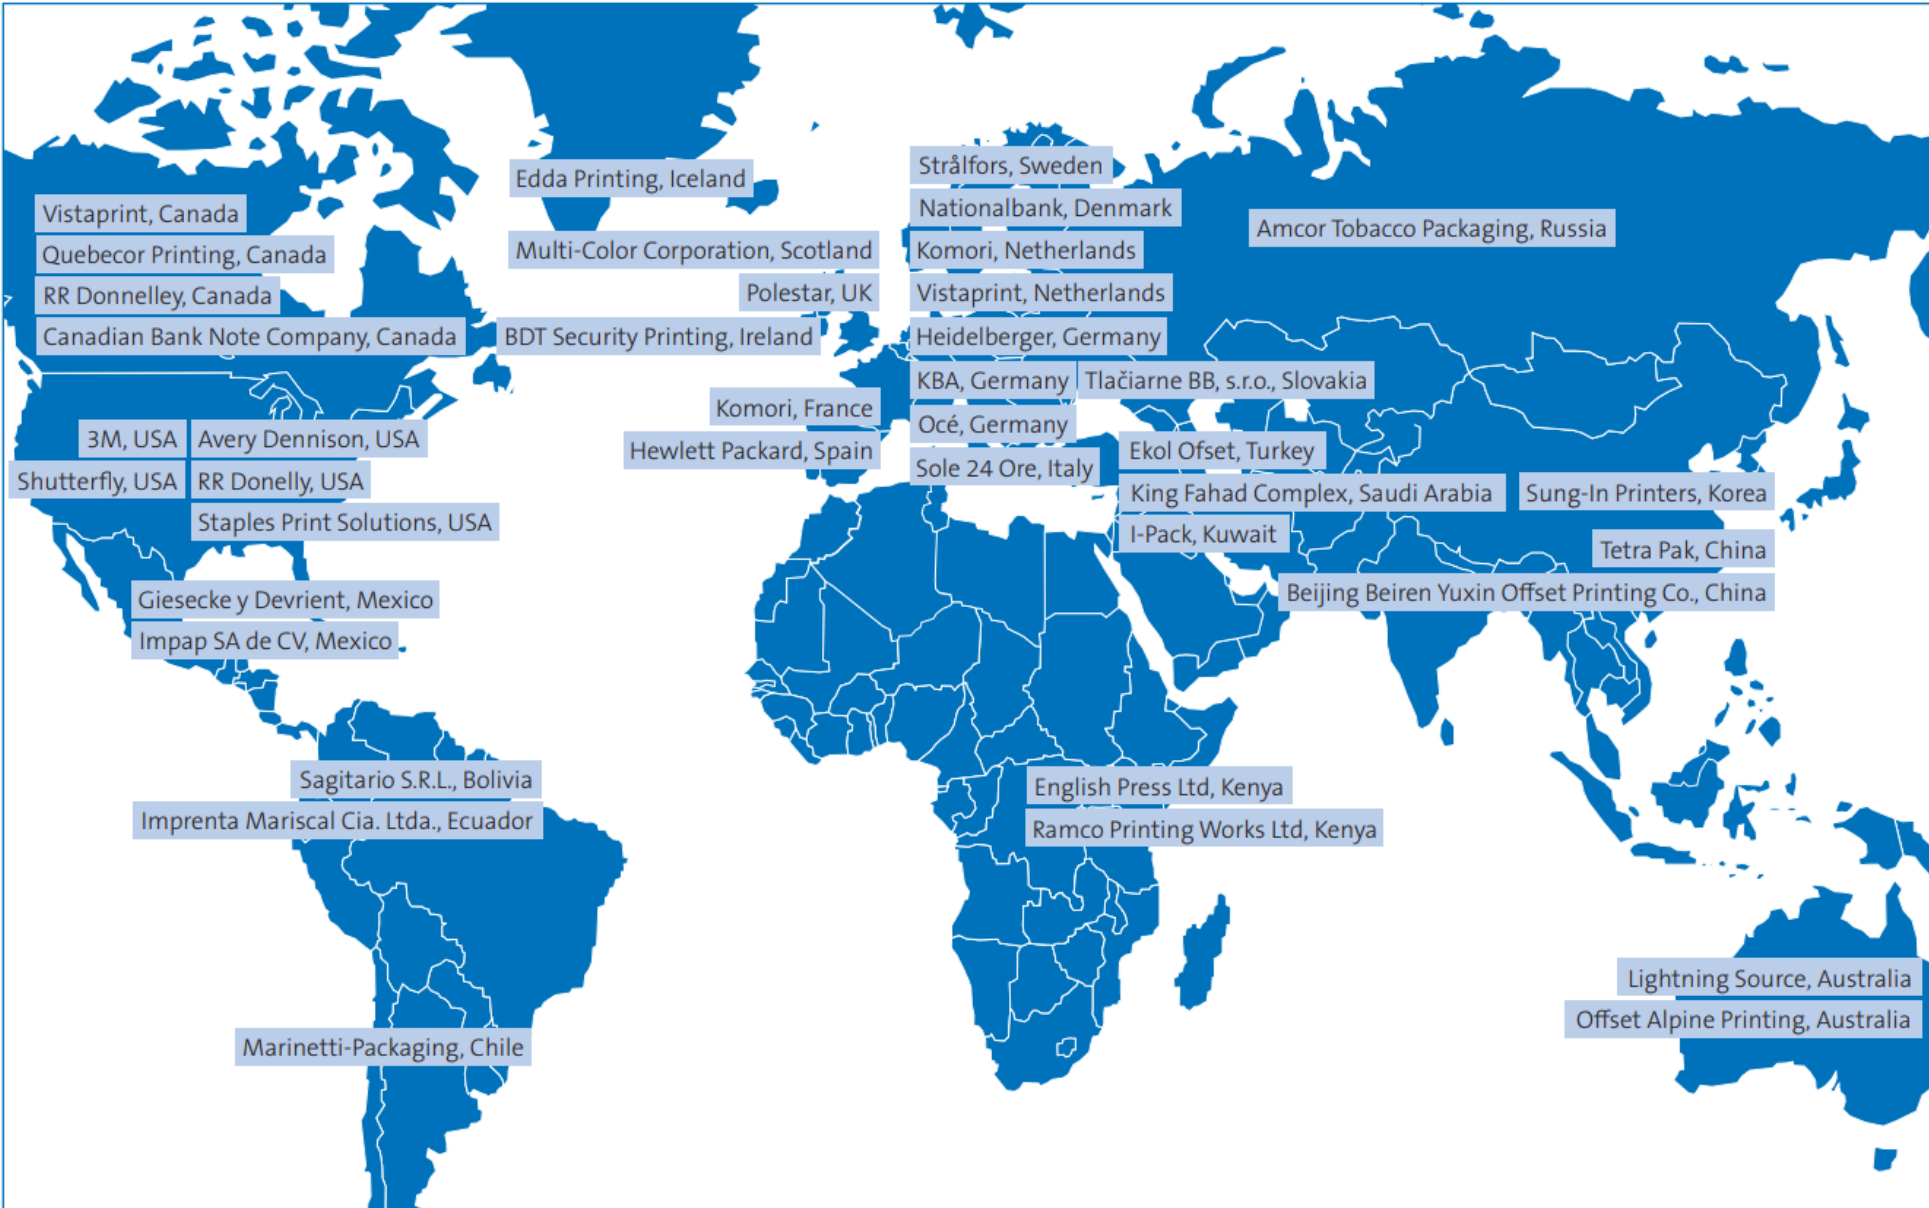 Vistaprint, Canada
Quebecor Printing, Canada
RR Donnelley, Canada
Canadian Bank Note Company, Canada
3M, USA
Avery Dennison, USA
Shutterfly, USA
RR Donelly, USA
Staples Print Solutions, USA
Giesecke y Devrient, Mexico
Impap SA de CV, Mexico
Sagitario S.R.L., Bolivia
Imprenta Mariscal Cia. Ltda., Ecuador
Marinetti-Packaging, Chile
Edda Printing, Iceland
Multi-Color Corporation, Scotland
Polestar, UK
BDT Security Printing, Ireland
Komori, France
Hewlett Packard, Spain
Strålfors, Sweden
Nationalbank, Denmark
Komori, Netherlands
Vistaprint, Netherlands
Heidelberger, Germany
KBA, Germany
Tlačiarne BB, s.r.o., Slovakia
Océ, Germany
Sole 24 Ore, Italy
Amcor Tobacco Packaging, Russia
Ekol Ofset, Turkey
King Fahad Complex, Saudi Arabia
I-Pack, Kuwait
Sung-In Printers, Korea
Tetra Pak, China
Beijing Beiren Yuxin Offset Printing Co., China
English Press Ltd, Kenya
Ramco Printing Works Ltd, Kenya
Lightning Source, Australia
Offset Alpine Printing, Australia